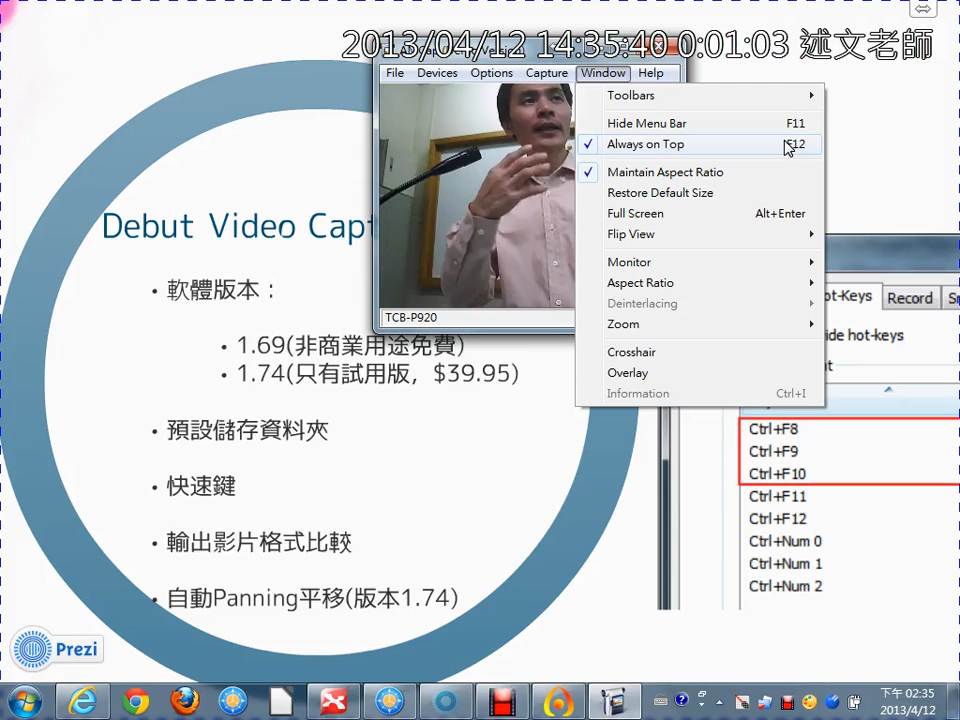 2013/04/12 14:35:40 0:01:03 述文老師
File Devices Options Capture Window Help
Toolbars
Hide Menu Bar F11
Always on Top F12
Maintain Aspect Ratio
Restore Default Size
Full Screen Alt+Enter
Flip View
Monitor
Aspect Ratio
Deinterlacing
Zoom
Crosshair
Overlay
Information Ctrl+I
TCB-P920
Debut Video Capt
• 軟體版本：
• 1.69(非商業用途免費)
• 1.74(只有試用版，$39.95)
• 預設儲存資料夾
• 快速鍵
• 輸出影片格式比較
• 自動Panning平移(版本1.74)
ot-Keys Record
ide hot-keys
Ctrl+F8
Ctrl+F9
Ctrl+F10
Ctrl+F11
Ctrl+F12
Ctrl+Num 0
Ctrl+Num 1
Ctrl+Num 2
Prezi
下午 02:35
2013/4/12